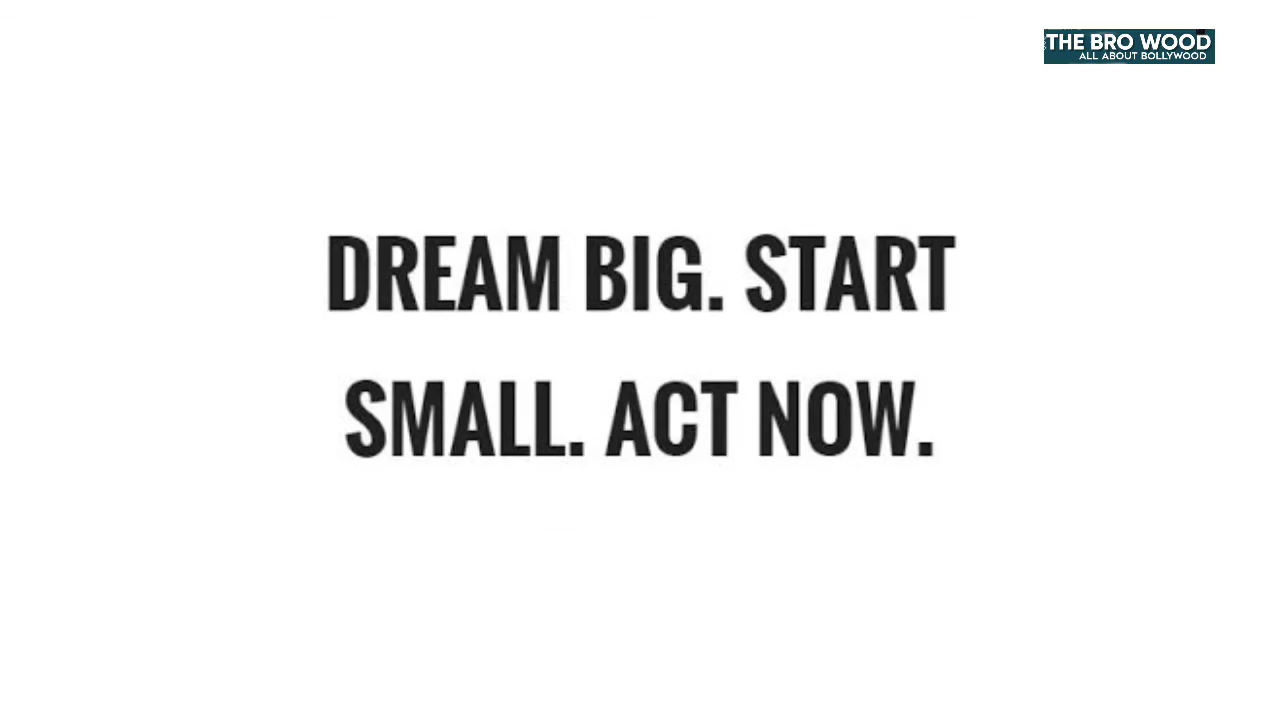 THE BRO WOOD
ALL ABOUT BOLLYWOOD
DREAM BIG. START
SMALL. ACT NOW.